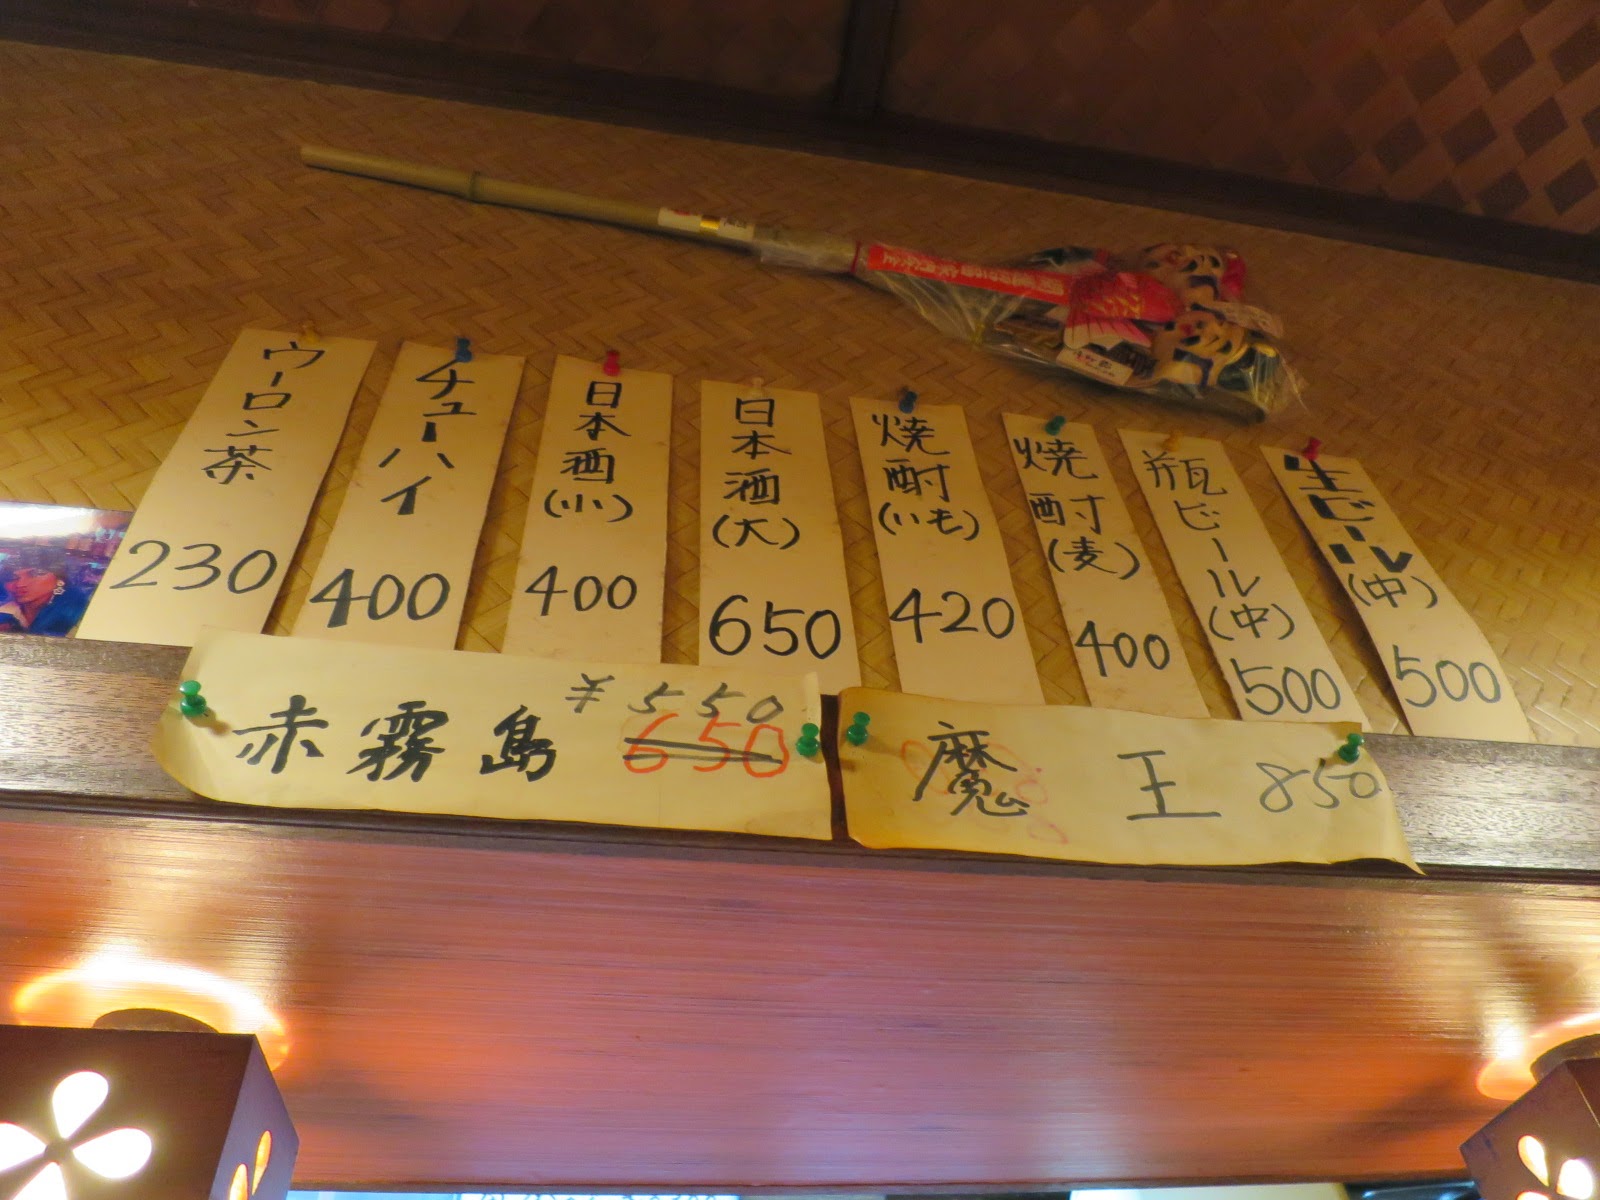 生ビール(中) 500
瓶ビール(中) 500
焼酎(麦) 400
焼酎(いも) 420
日本酒(大) 650
日本酒(小) 400
チューハイ 400
ウーロン茶 230
赤霧島 ¥550
650
魔王 850